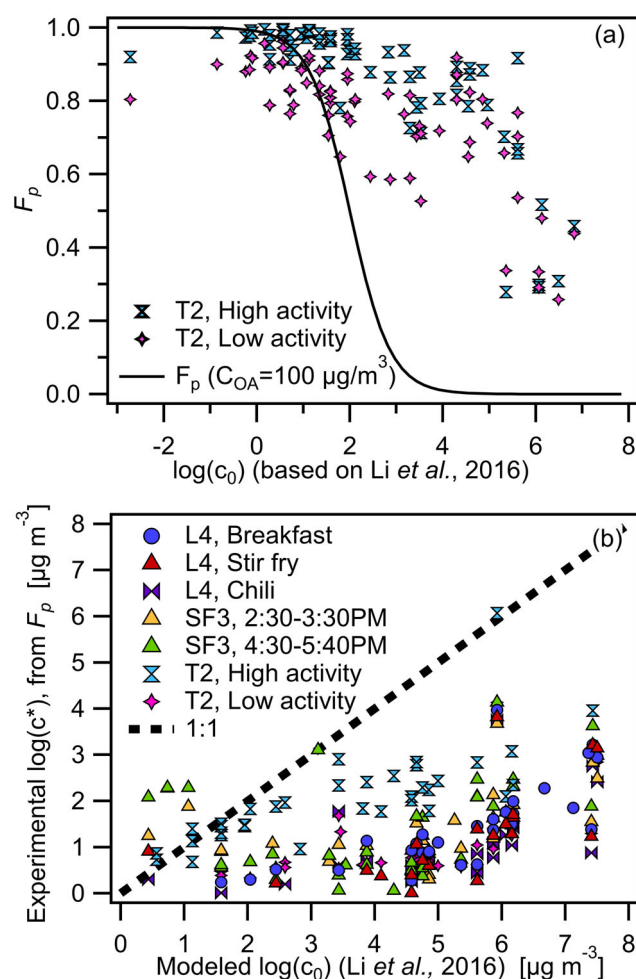 (a)
1.0
0.8
0.6
0.4
0.2
0.0
F_p
T2, High activity
T2, Low activity
F_p (C_OA=100 µg/m³)
-2
0
2
4
6
8
log(c₀) (based on Li et al., 2016)
(b)
8
7
6
5
4
3
2
1
0
Experimental log(c*), from F_p [µg m⁻³]
L4, Breakfast
L4, Stir fry
L4, Chili
SF3, 2:30-3:30PM
SF3, 4:30-5:40PM
T2, High activity
T2, Low activity
1:1
0
1
2
3
4
5
6
7
8
Modeled log(c₀) (Li et al., 2016) [µg m⁻³]